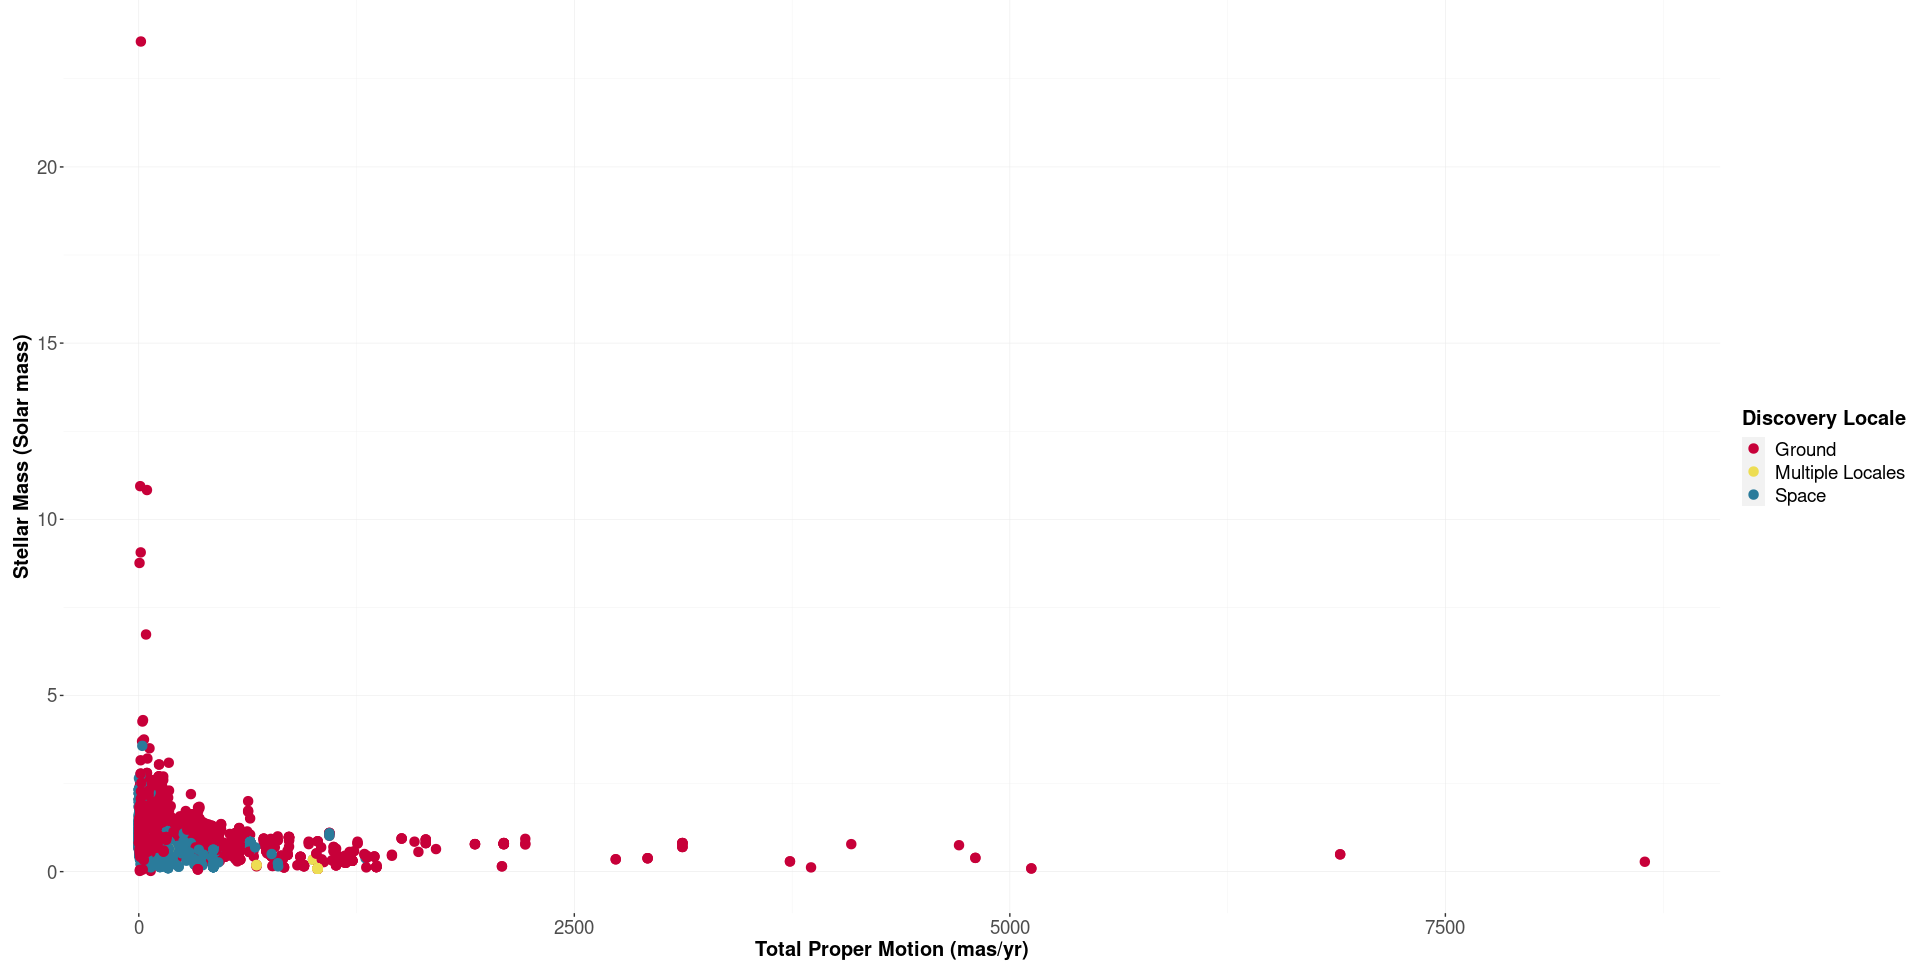 20
15
10
5
0
0
2500
5000
7500
Stellar Mass (Solar mass)
Total Proper Motion (mas/yr)
Discovery Locale
Ground
Multiple Locales
Space